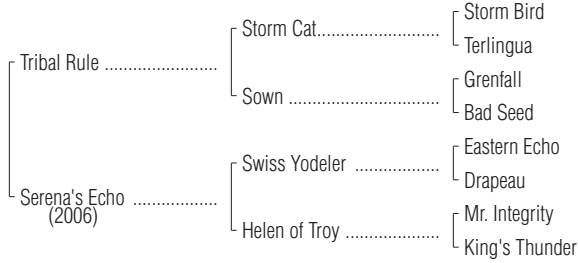 Storm Bird
Storm Cat...............................
Terlingua
Tribal Rule .......................
Grenfall
Sown ......................................
Bad Seed
Eastern Echo
Swiss Yodeler .....................
Drapeau
Serena's Echo .................
(2006)
Mr. Integrity
Helen of Troy .......................
King's Thunder